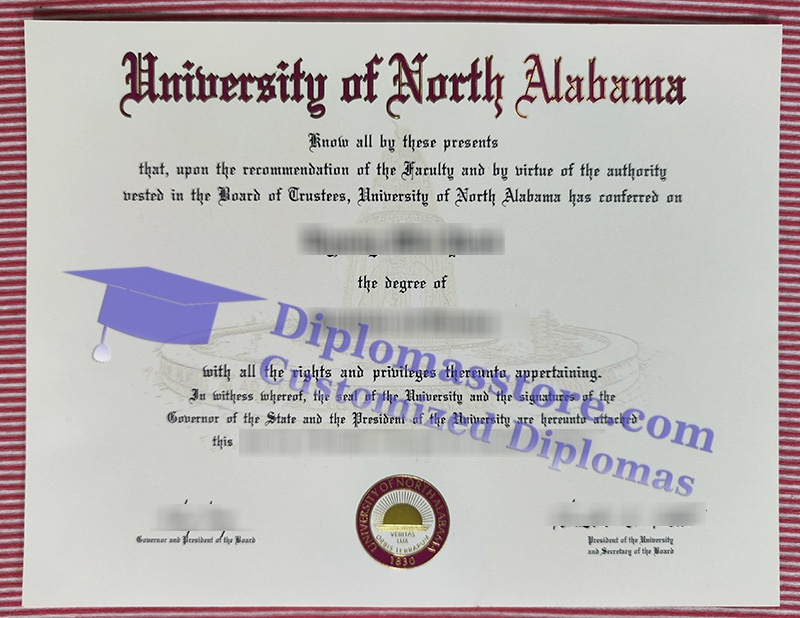 University of North Alabama
Know all by these presents
that, upon the recommendation of the Faculty and by virtue of the authority
vested in the Board of Trustees, University of North Alabama has conferred on
the degree of
Diplomasstore.com
Customized Diplomas
with all the rights and privileges thereunto appertaining.
In witness whereof, the seal of the University and the signatures of the
Governor of the State and the President of the University are hereunto attached
this
Governor and President of the Board
UNIVERSITY OF NORTH ALABAMA
VERITAS
LUX
ORBIS TERRARUM
1830
President of the University
and Secretary of the Board